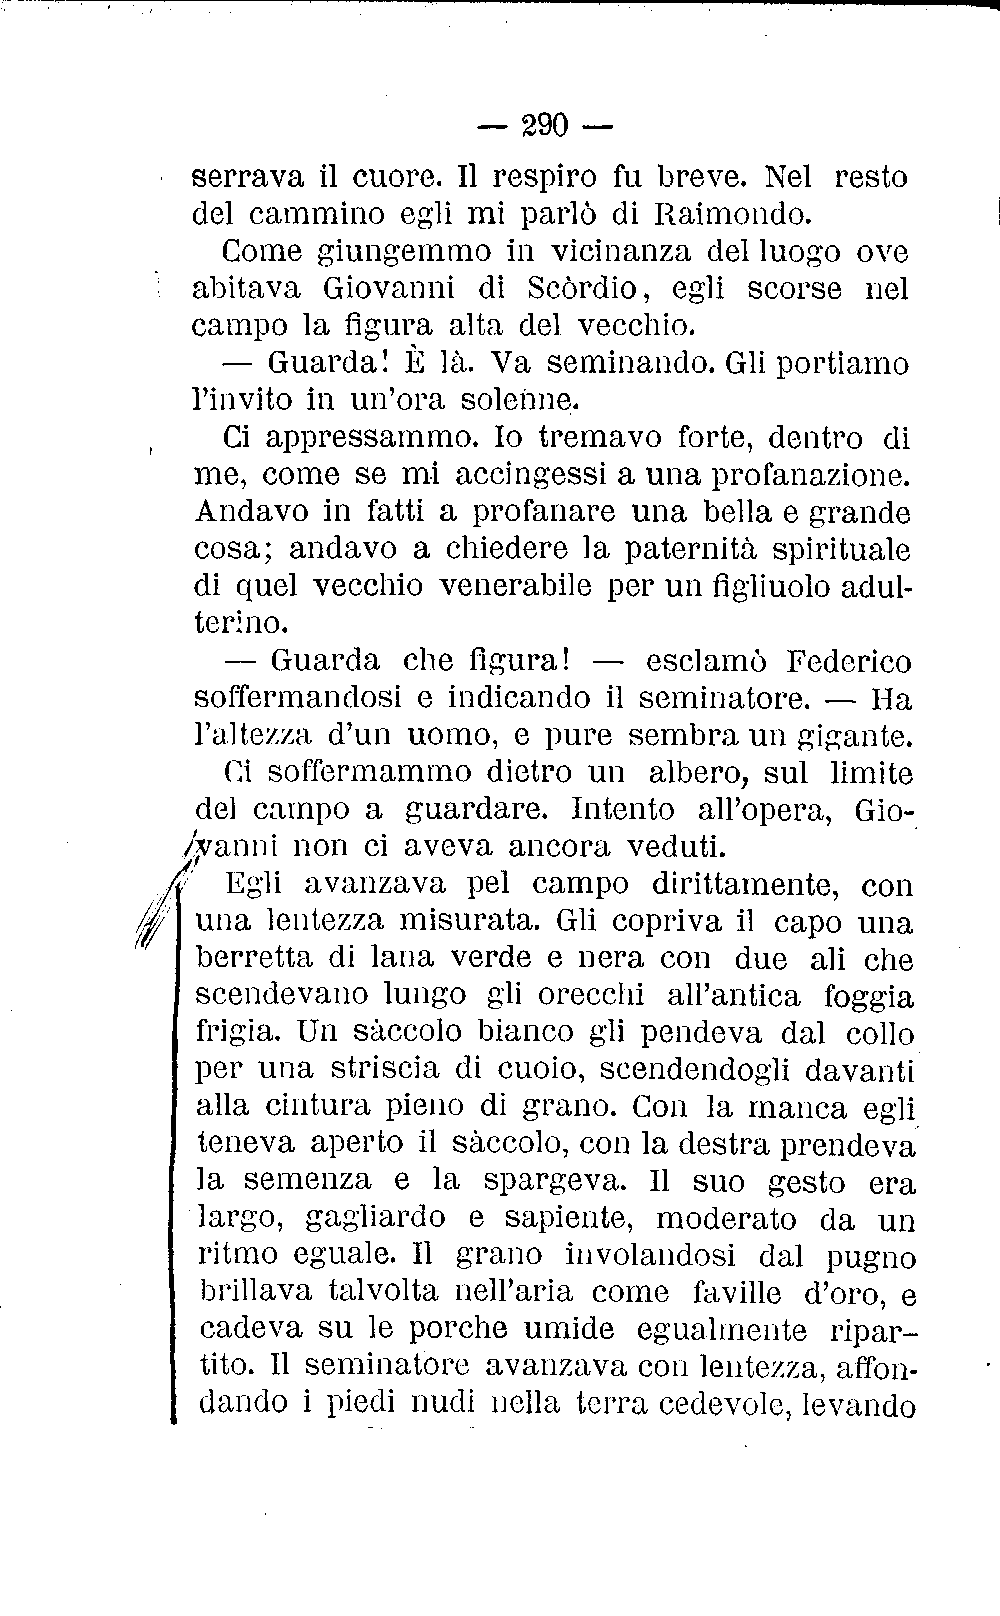 — 290 —
serrava il cuore. Il respiro fu breve. Nel resto
del cammino egli mi parlò di Raimondo.
Come giungemmo in vicinanza del luogo ove
abitava Giovanni di Scòrdio, egli scorse nel
campo la figura alta del vecchio.
— Guarda! È là. Va seminando. Gli portiamo
l'invito in un'ora solenne.
Ci appressammo. Io tremavo forte, dentro di
me, come se mi accingessi a una profanazione.
Andavo in fatti a profanare una bella e grande
cosa; andavo a chiedere la paternità spirituale
di quel vecchio venerabile per un figliuolo adul-
terino.
— Guarda che figura! — esclamò Federico
soffermandosi e indicando il seminatore. — Ha
l'altezza d'un uomo, e pure sembra un gigante.
Ci soffermammo dietro un albero, sul limite
del campo a guardare. Intento all'opera, Gio-
vanni non ci aveva ancora veduti.
Egli avanzava pel campo dirittamente, con
una lentezza misurata. Gli copriva il capo una
berretta di lana verde e nera con due ali che
scendevano lungo gli orecchi all'antica foggia
frigia. Un sàccolo bianco gli pendeva dal collo
per una striscia di cuoio, scendendogli davanti
alla cintura pieno di grano. Con la manca egli
teneva aperto il sàccolo, con la destra prendeva
la semenza e la spargeva. Il suo gesto era
largo, gagliardo e sapiente, moderato da un
ritmo eguale. Il grano involandosi dal pugno
brillava talvolta nell'aria come faville d'oro, e
cadeva su le porche umide egualmente ripar-
tito. Il seminatore avanzava con lentezza, affon-
dando i piedi nudi nella terra cedevole, levando